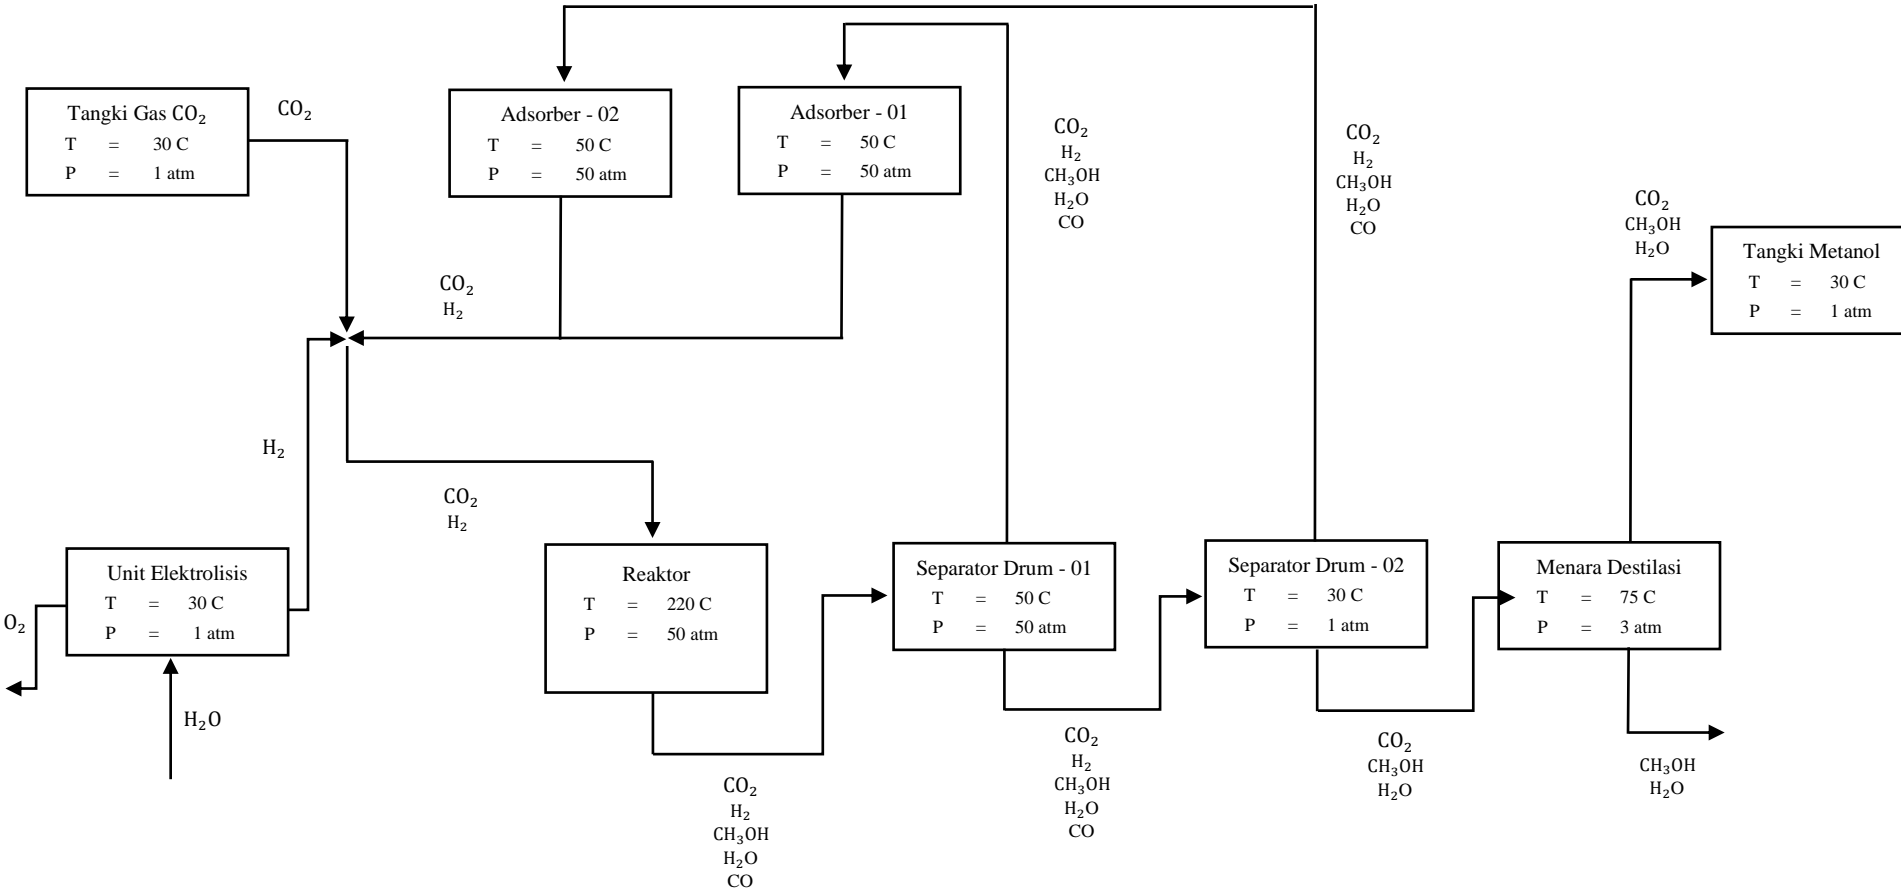 Tangki Gas CO₂
T = 30 C
P = 1 atm
CO₂
Adsorber - 02
T = 50 C
P = 50 atm
Adsorber - 01
T = 50 C
P = 50 atm
CO₂
H₂
CH₃OH
H₂O
CO
CO₂
H₂
CH₃OH
H₂O
CO
CO₂
CH₃OH
H₂O
Tangki Metanol
T = 30 C
P = 1 atm
CO₂
H₂
H₂
CO₂
H₂
Unit Elektrolisis
T = 30 C
P = 1 atm
O₂
H₂O
Reaktor
T = 220 C
P = 50 atm
Separator Drum - 01
T = 50 C
P = 50 atm
Separator Drum - 02
T = 30 C
P = 1 atm
Menara Destilasi
T = 75 C
P = 3 atm
CO₂
H₂
CH₃OH
H₂O
CO
CO₂
H₂
CH₃OH
H₂O
CO
CO₂
CH₃OH
H₂O
CH₃OH
H₂O